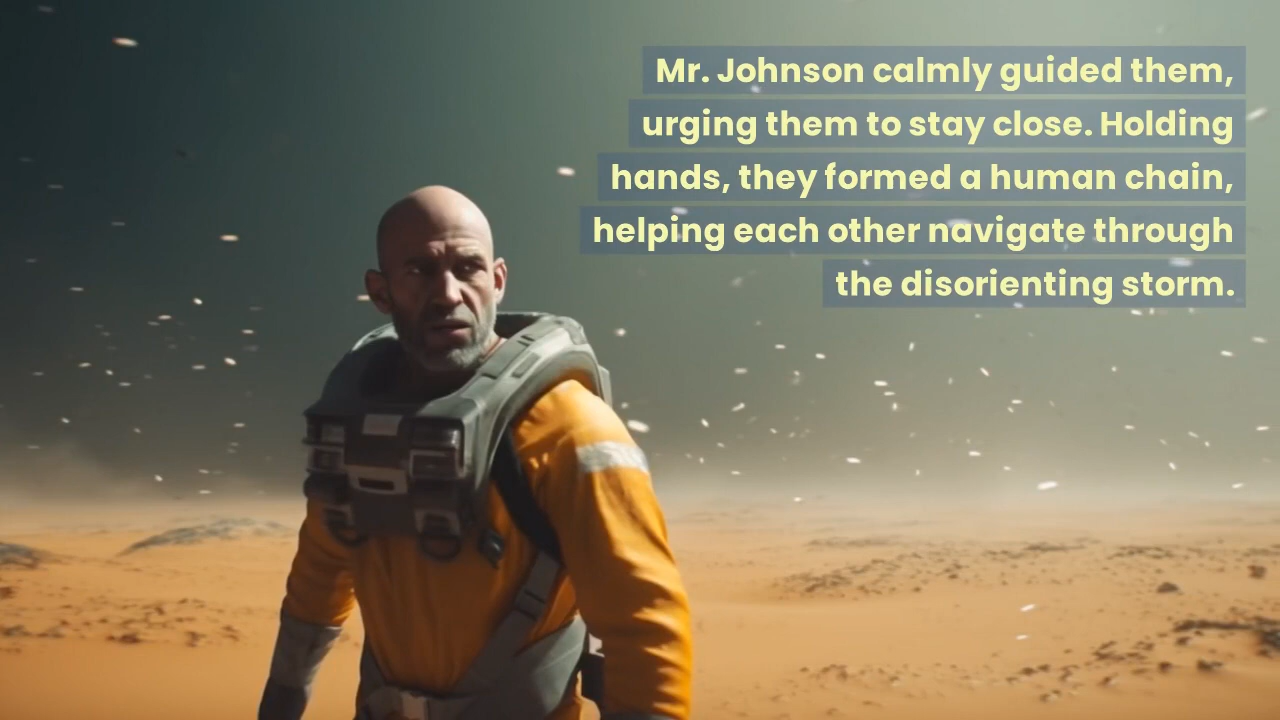 Mr. Johnson calmly guided them,
urging them to stay close. Holding
hands, they formed a human chain,
helping each other navigate through
the disorienting storm.